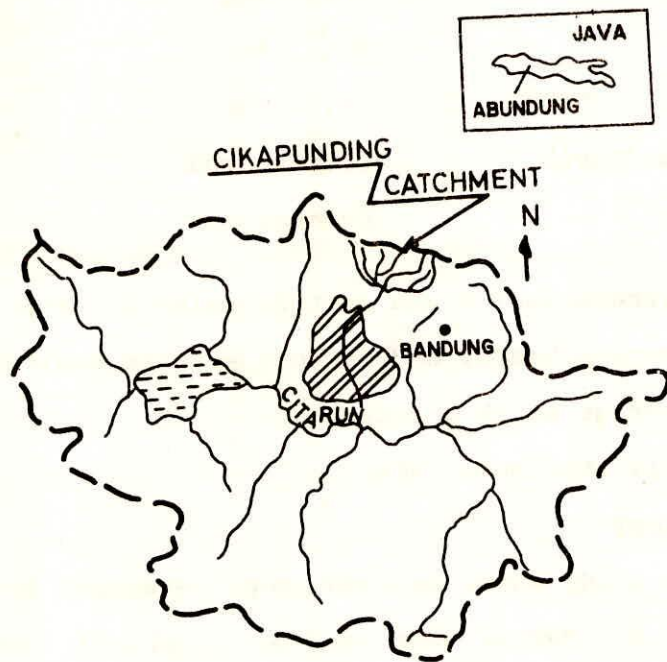 JAVA
ABUNDUNG
CIKAPUNDING
CATCHMENT
N
BANDUNG
CITARUN